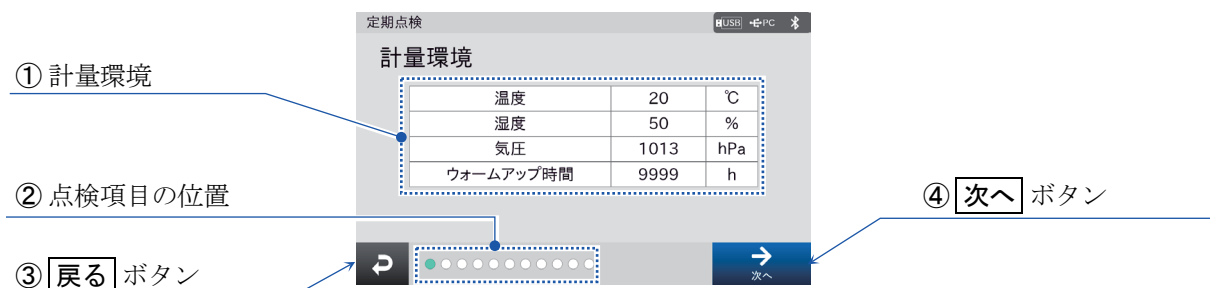 定期点検
USB PC
計量環境
① 計量環境
温度 20 ℃
湿度 50 %
気圧 1013 hPa
ウォームアップ時間 9999 h
② 点検項目の位置
④ 次へ ボタン
③ 戻る ボタン
次へ